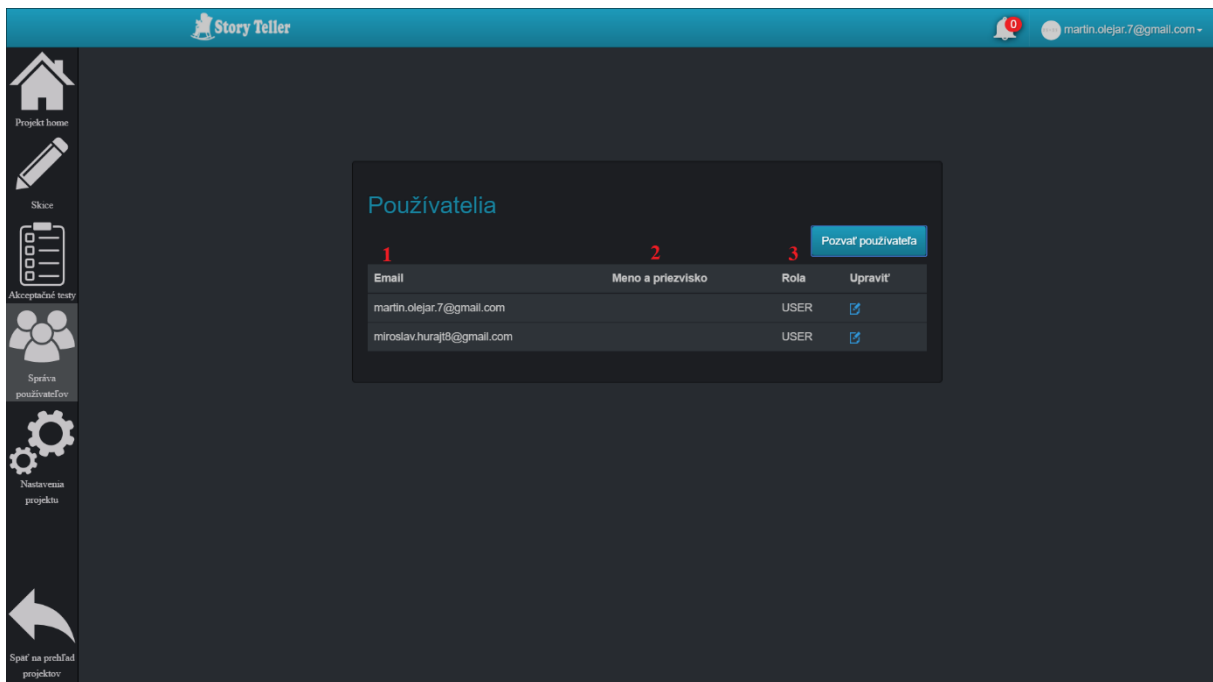 Story Teller
0
martin.olejar.7@gmail.com
Projekt home
Skice
Akceptačné testy
Správa
používateľov
Nastavenia
projektu
Späť na prehľad
projektov
Používatelia
Pozvať používateľa
1 2 3
Email Meno a priezvisko Rola Upraviť
martin.olejar.7@gmail.com USER
miroslav.hurajt8@gmail.com USER